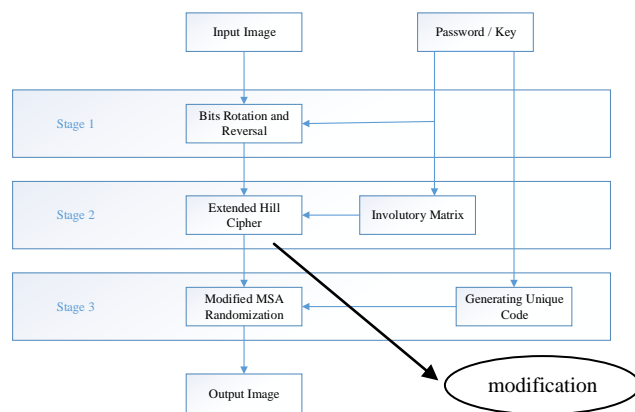 Input Image
Password / Key
Stage 1
Bits Rotation and
Reversal
Stage 2
Extended Hill
Cipher
Involutory Matrix
Stage 3
Modified MSA
Randomization
Generating Unique
Code
Output Image
modification